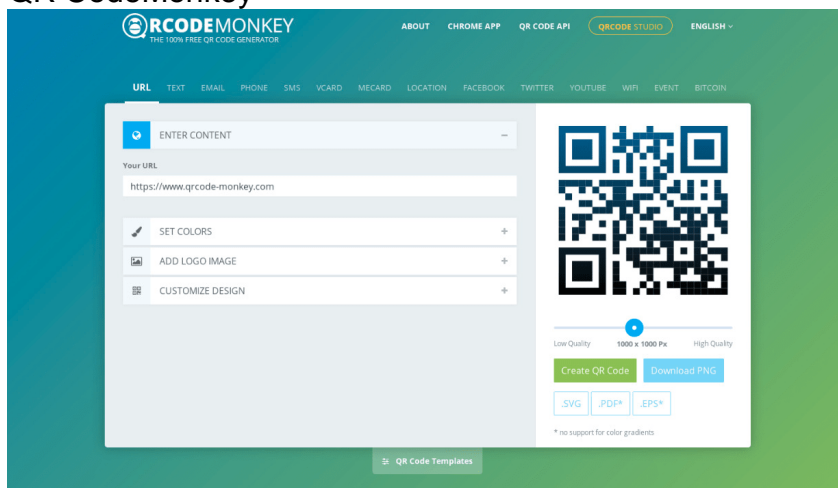 QR-Codemonkey
QRCODEMONKEY
THE 100% FREE QR CODE GENERATOR
ABOUT CHROME APP QR CODE API QRCODE STUDIO ENGLISH
URL TEXT EMAIL PHONE SMS VCARD MECARD LOCATION FACEBOOK TWITTER YOUTUBE WIFI EVENT BITCOIN
ENTER CONTENT
Your URL
https://www.qrcode-monkey.com
SET COLORS
ADD LOGO IMAGE
CUSTOMIZE DESIGN
Low Quality 1000 x 1000 Px High Quality
Create QR Code Download PNG
.SVG .PDF* .EPS*
* no support for color gradients
QR Code Templates